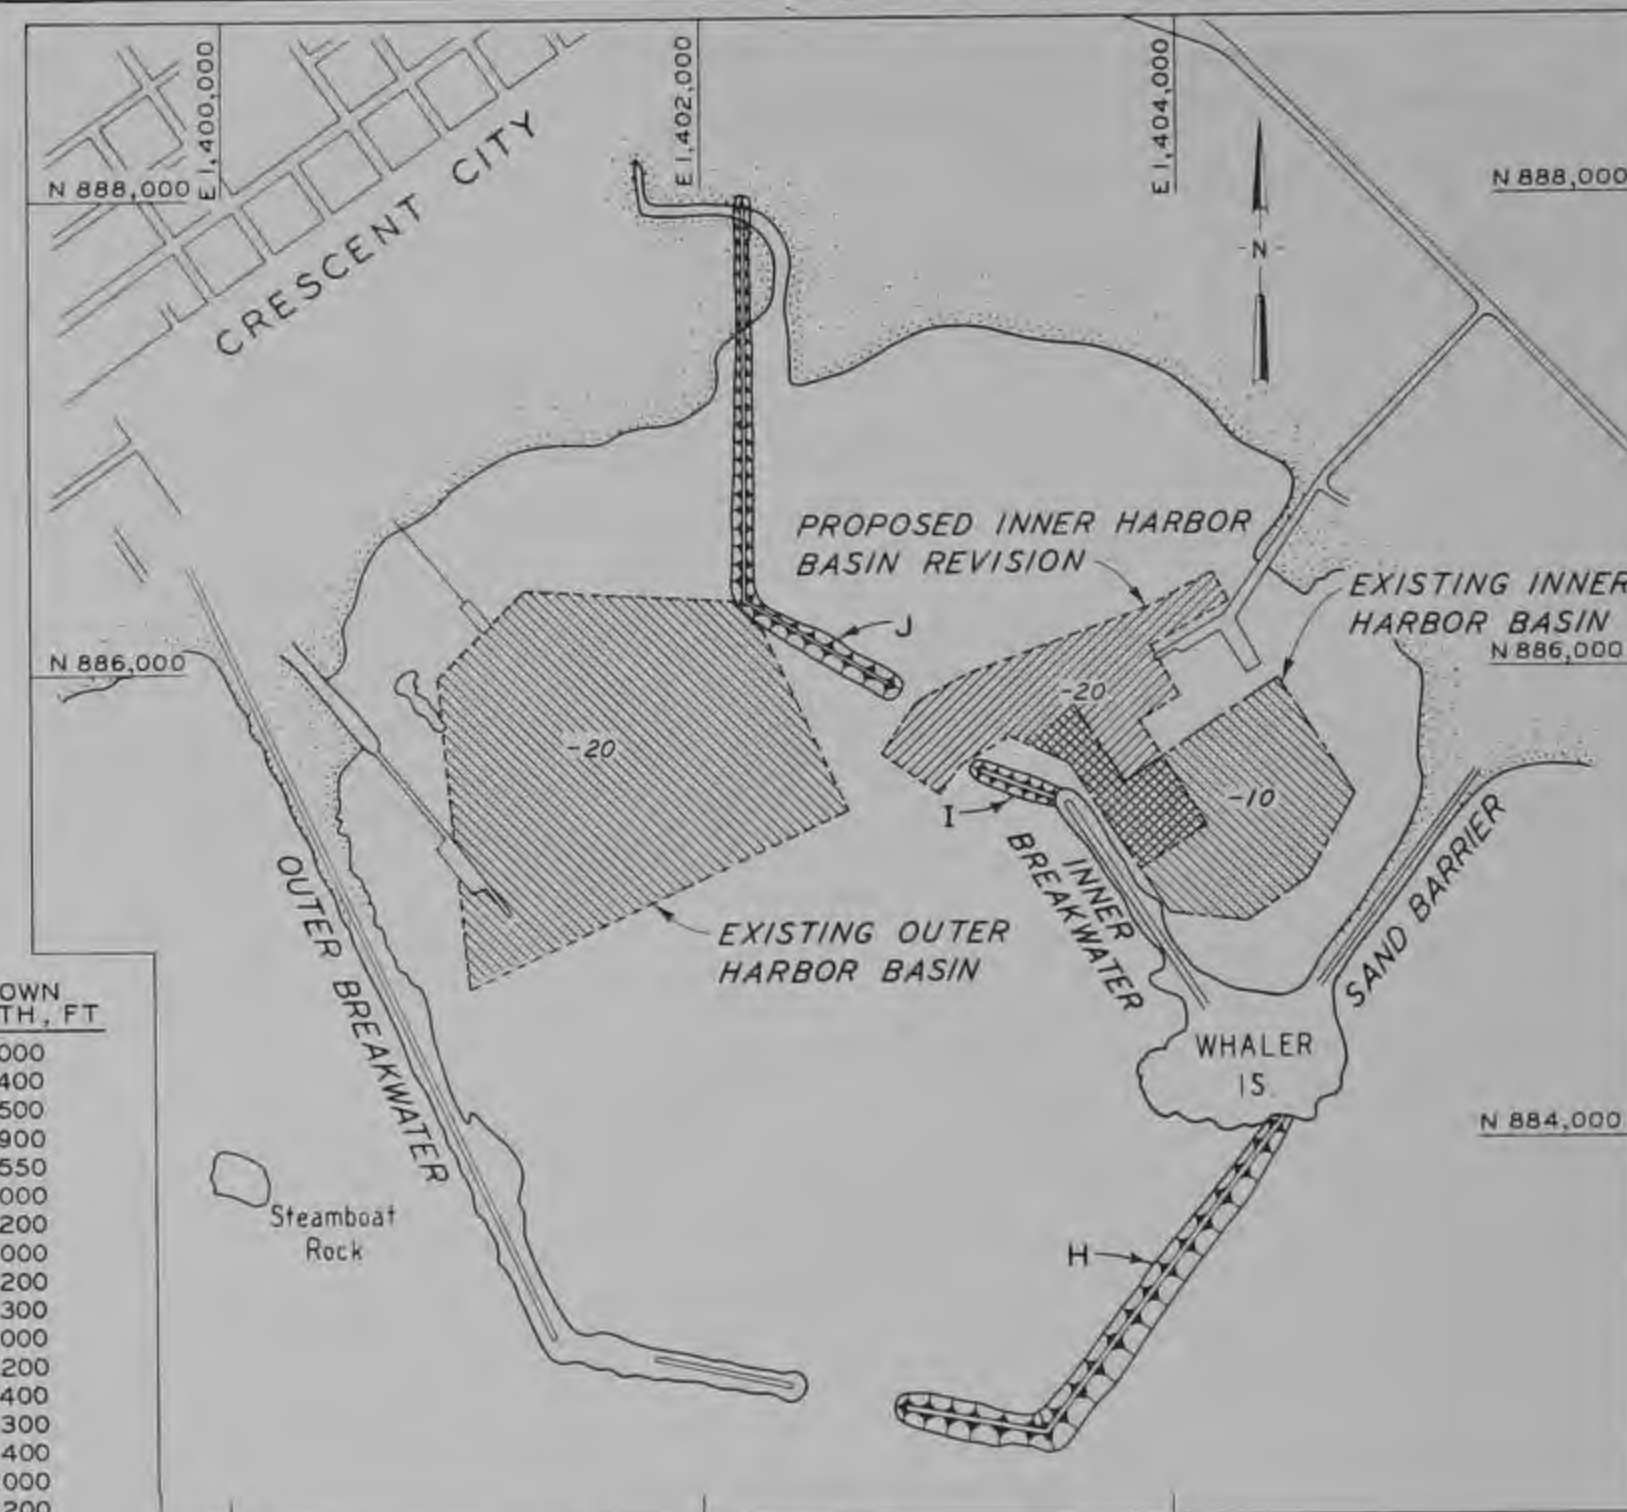 E 1,400,000
E 1,402,000
E 1,404,000
N 888,000
N 888,000
CRESCENT CITY
-N-
PROPOSED INNER HARBOR
BASIN REVISION
EXISTING INNER
HARBOR BASIN
J
N 886,000
N 886,000
-20
-20
-10
I
INNER
BREAKWATER
SAND BARRIER
OUTER BREAKWATER
EXISTING OUTER
HARBOR BASIN
WHALER
IS.
N 884,000
Steamboat
Rock
H
OWN
TH, FT
000
400
500
900
550
000
200
000
200
300
000
200
400
300
400
000
200